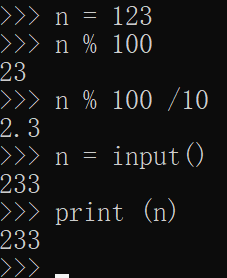 >>> n = 123
>>> n % 100
23
>>> n % 100 /10
2.3
>>> n = input()
233
>>> print (n)
233
>>>